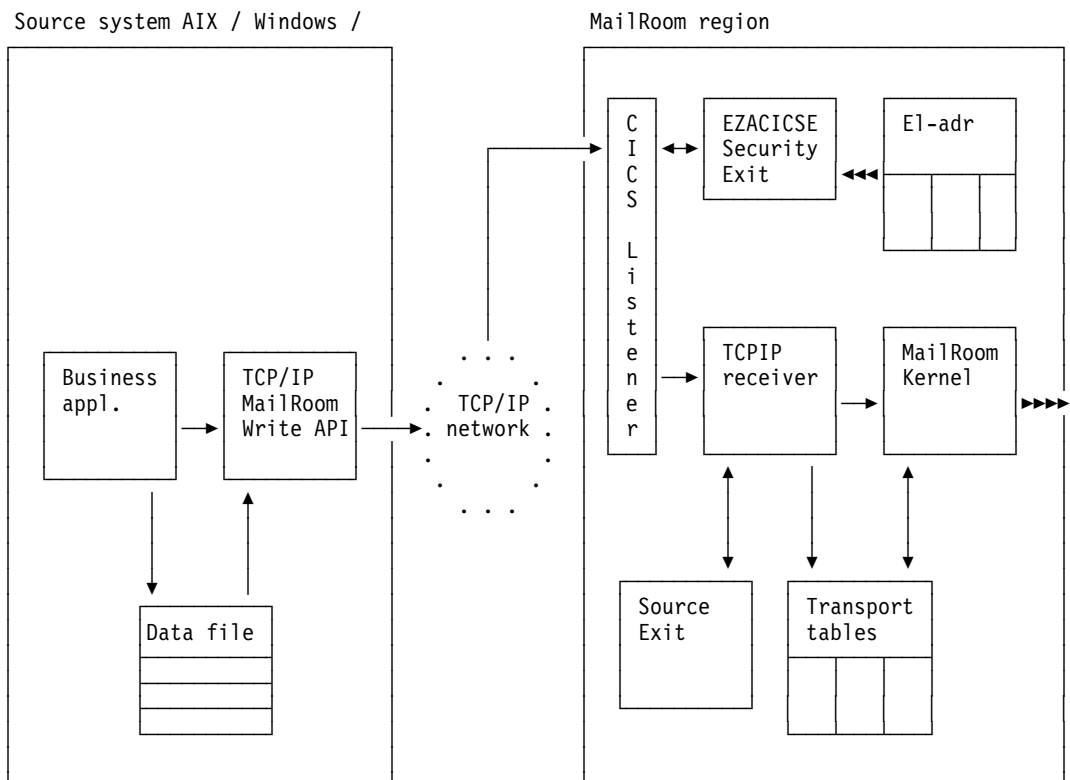 Source system AIX / Windows /
MailRoom region
C
I
C
S
L
i
s
t
e
n
e
r
EZACICSE
Security
Exit
El-adr
Business
appl.
TCP/IP
MailRoom
Write API
TCP/IP
network
TCPIP
receiver
MailRoom
Kernel
Data file
Source
Exit
Transport
tables